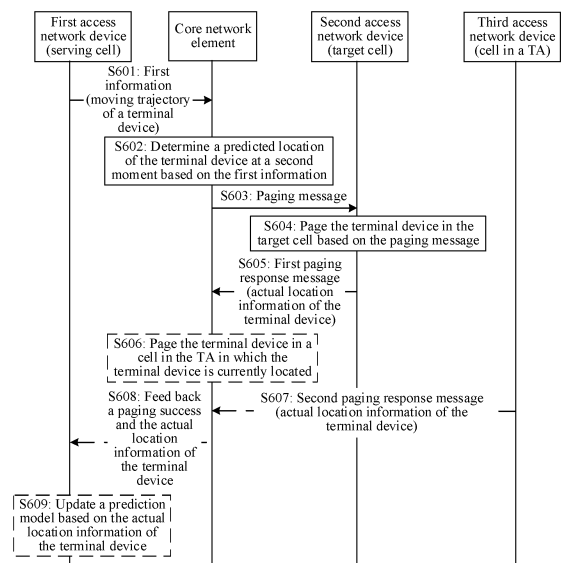 First access
network device
(serving cell)
Core network
element
Second access
network device
(target cell)
Third access
network device
(cell in a TA)
S601: First
information
(moving trajectory
of a terminal
device)
S602: Determine a predicted location
of the terminal device at a second
moment based on the first information
S603: Paging message
S604: Page the terminal device in the
target cell based on the paging message
S605: First paging
response message
(actual location
information of the
terminal device)
S606: Page the terminal device in a
cell in the TA in which the
terminal device is currently located
S607: Second paging response message
(actual location information of the
terminal device)
S608: Feed back
a paging success
and the actual
location
information of
the terminal
device
S609: Update a prediction
model based on the actual
location information of
the terminal device